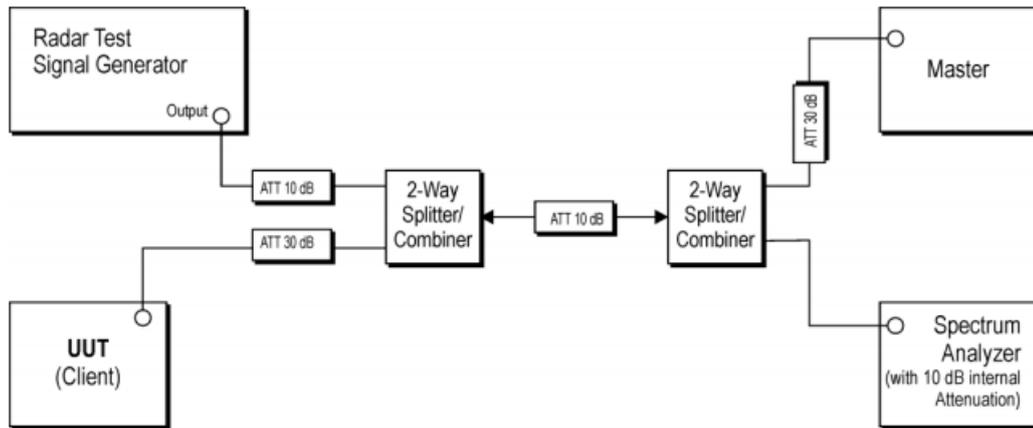 Radar Test
Signal Generator
Output
ATT 10 dB
ATT 30 dB
UUT
(Client)
2-Way
Splitter/
Combiner
ATT 10 dB
2-Way
Splitter/
Combiner
ATT 30 dB
Master
Spectrum
Analyzer
(with 10 dB internal
Attenuation)